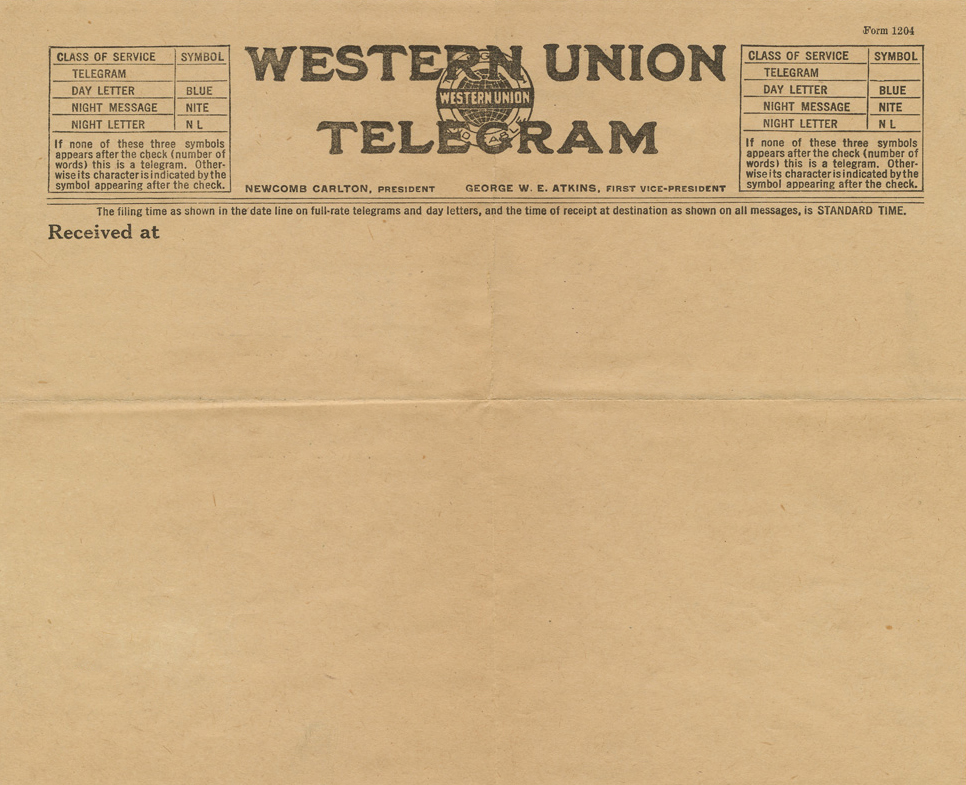 Form 1204
CLASS OF SERVICE SYMBOL
TELEGRAM
DAY LETTER BLUE
NIGHT MESSAGE NITE
NIGHT LETTER N L
If none of these three symbols
appears after the check (number of
words) this is a telegram. Other-
wise its character is indicated by the
symbol appearing after the check.
WESTERN UNION
WESTERN UNION
TELEGRAM
NEWCOMB CARLTON, PRESIDENT GEORGE W. E. ATKINS, FIRST VICE-PRESIDENT
CLASS OF SERVICE SYMBOL
TELEGRAM
DAY LETTER BLUE
NIGHT MESSAGE NITE
NIGHT LETTER N L
If none of these three symbols
appears after the check (number of
words) this is a telegram. Other-
wise its character is indicated by the
symbol appearing after the check.
The filing time as shown in the date line on full-rate telegrams and day letters, and the time of receipt at destination as shown on all messages, is STANDARD TIME.
Received at